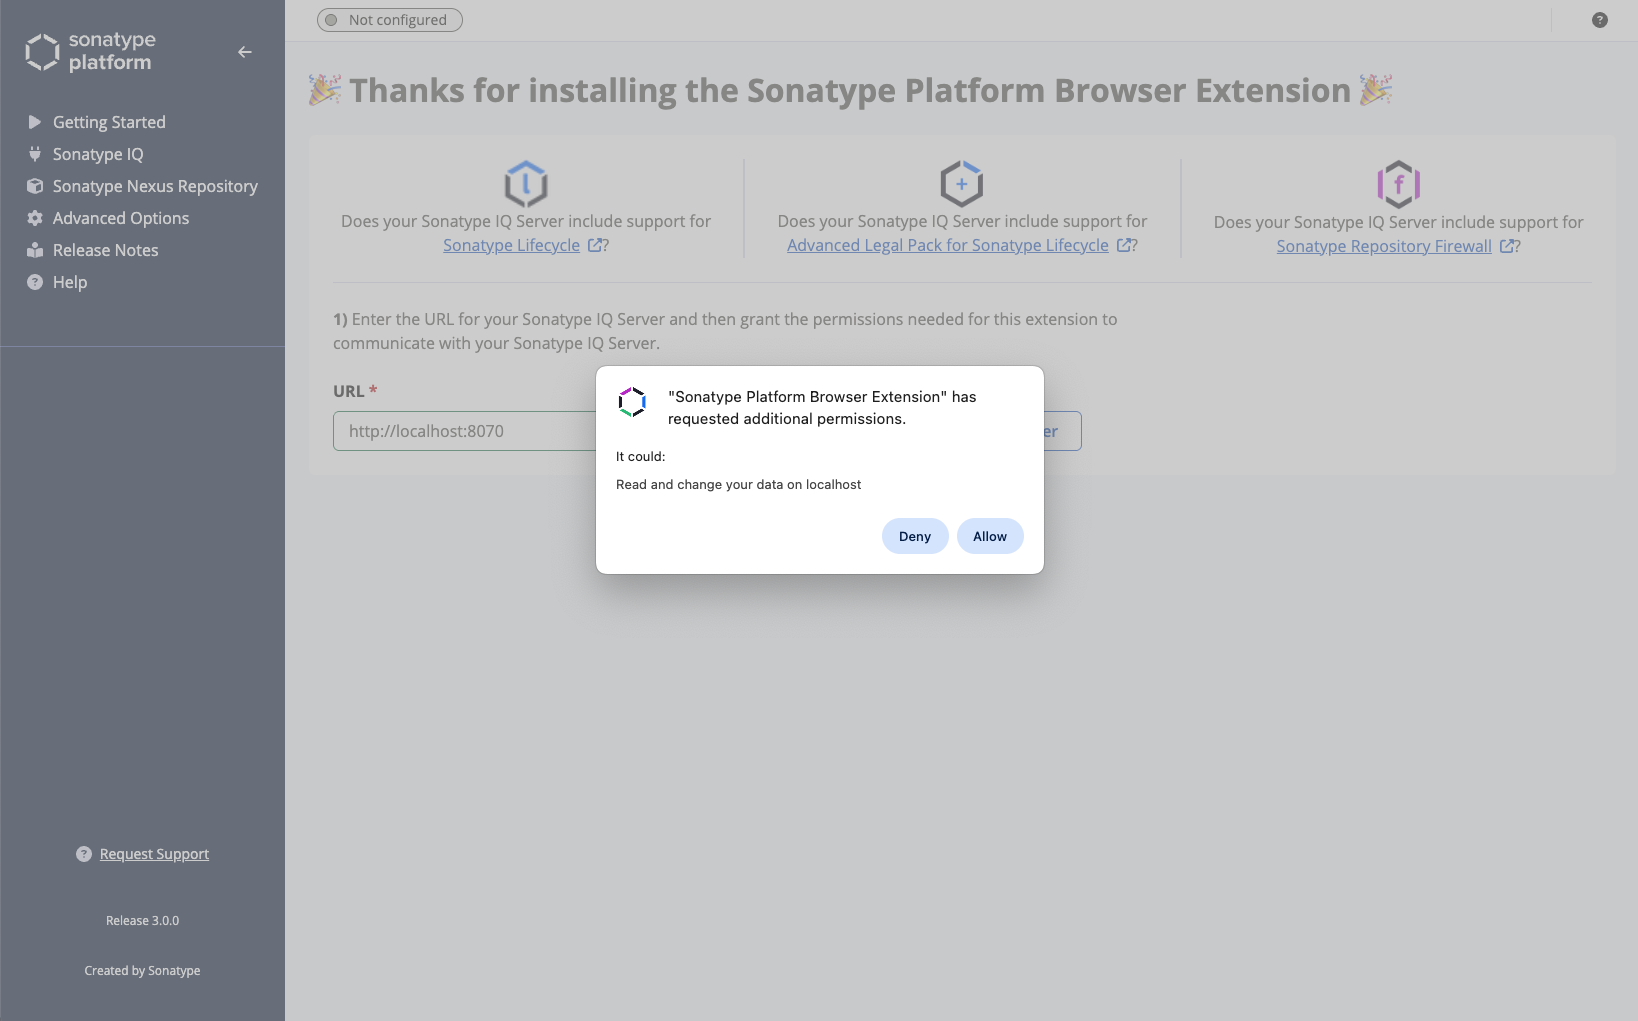 sonatype
platform
Getting Started
Sonatype IQ
Sonatype Nexus Repository
Advanced Options
Release Notes
Help
Request Support
Release 3.0.0
Created by Sonatype
Not configured
Thanks for installing the Sonatype Platform Browser Extension
Does your Sonatype IQ Server include support for
Sonatype Lifecycle ?
Does your Sonatype IQ Server include support for
Advanced Legal Pack for Sonatype Lifecycle ?
Does your Sonatype IQ Server include support for
Sonatype Repository Firewall ?
1) Enter the URL for your Sonatype IQ Server and then grant the permissions needed for this extension to
communicate with your Sonatype IQ Server.
URL *
http://localhost:8070
"Sonatype Platform Browser Extension" has
requested additional permissions.
It could:
Read and change your data on localhost
Deny
Allow